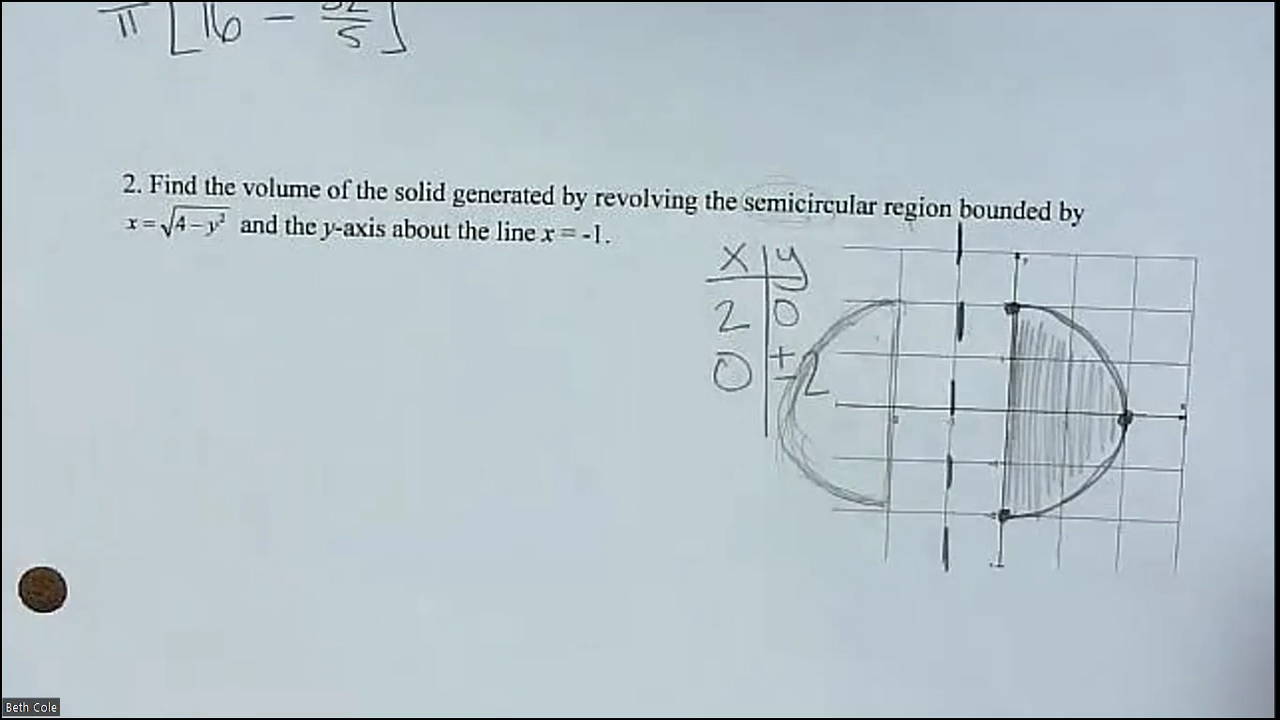 π [16 - 32/5]
2. Find the volume of the solid generated by revolving the semicircular region bounded by
x = √4 - y² and the y-axis about the line x = -1.
x | y
2 | 0
0 | ±2
Beth Cole